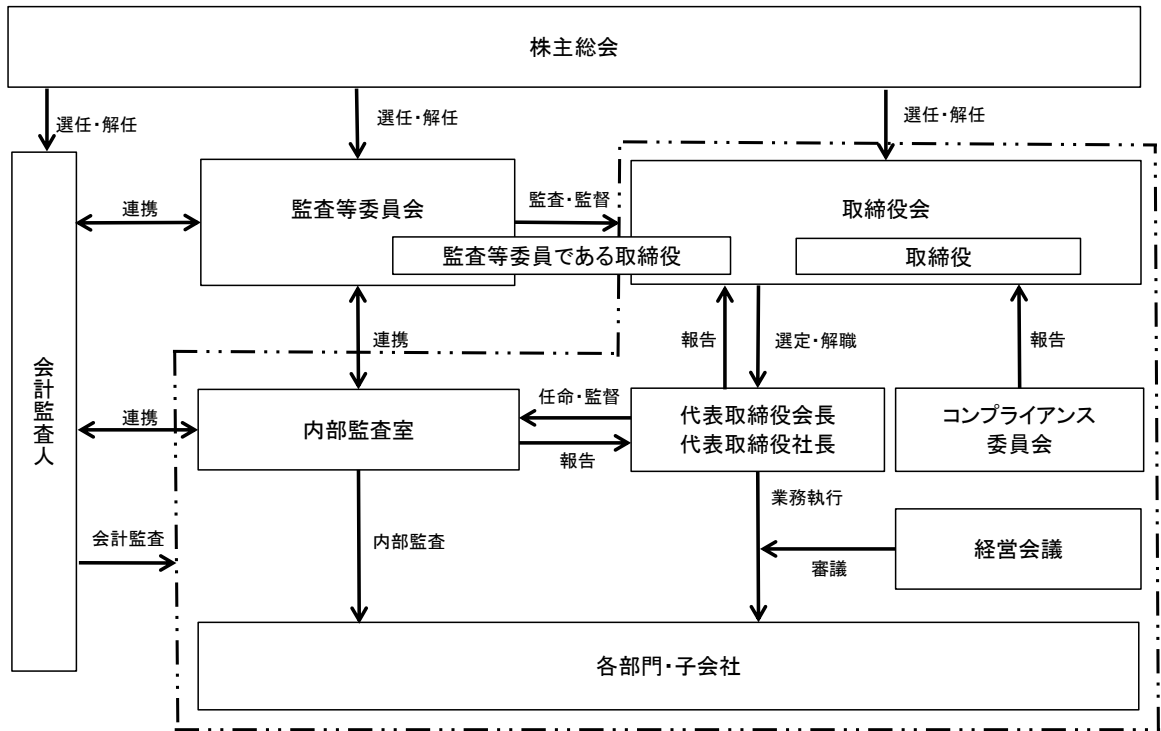 株主総会
選任・解任
選任・解任
選任・解任
監査等委員会
監査・監督
取締役会
連携
監査等委員である取締役
取締役
連携
報告
選定・解職
報告
会計監査人
任命・監督
代表取締役会長
代表取締役社長
コンプライアンス
委員会
連携
内部監査室
報告
業務執行
会計監査
内部監査
経営会議
審議
各部門・子会社